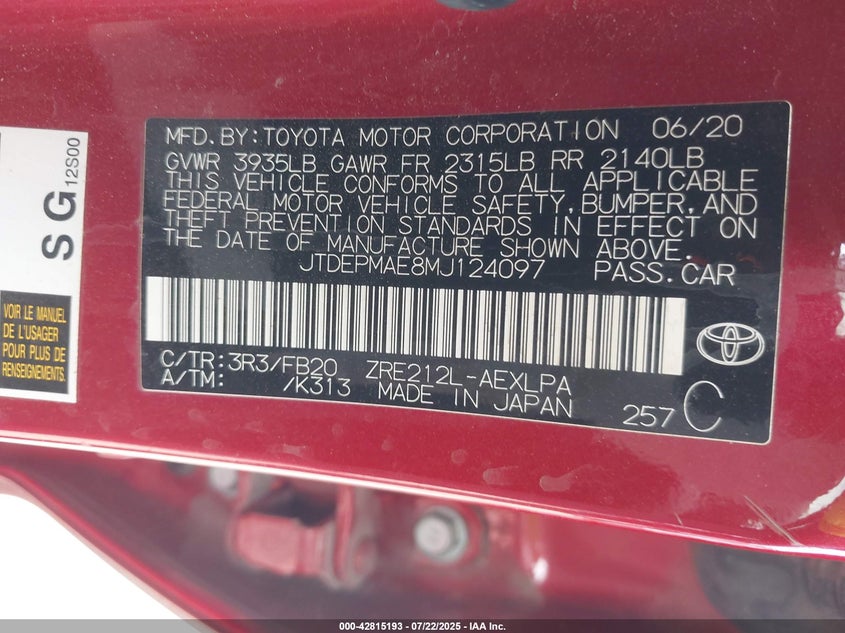 SG12S00
VOIR LE MANUEL
DE L'USAGER
POUR PLUS DE
RENSEIGNEMENTS.
MFD. BY: TOYOTA MOTOR CORPORATION 06/20
GVWR 3935LB GAWR FR 2315LB RR 2140LB
THIS VEHICLE CONFORMS TO ALL APPLICABLE
FEDERAL MOTOR VEHICLE SAFETY, BUMPER, AND
THEFT PREVENTION STANDARDS IN EFFECT ON
THE DATE OF MANUFACTURE SHOWN ABOVE.
JTDEPMAE8MJ124097 PASS.CAR
C/TR:3R3/FB20 ZRE212L-AEXLPA
A/TM: /K313 MADE IN JAPAN 257 C
000-42815193 - 07/22/2025 - IAA Inc.